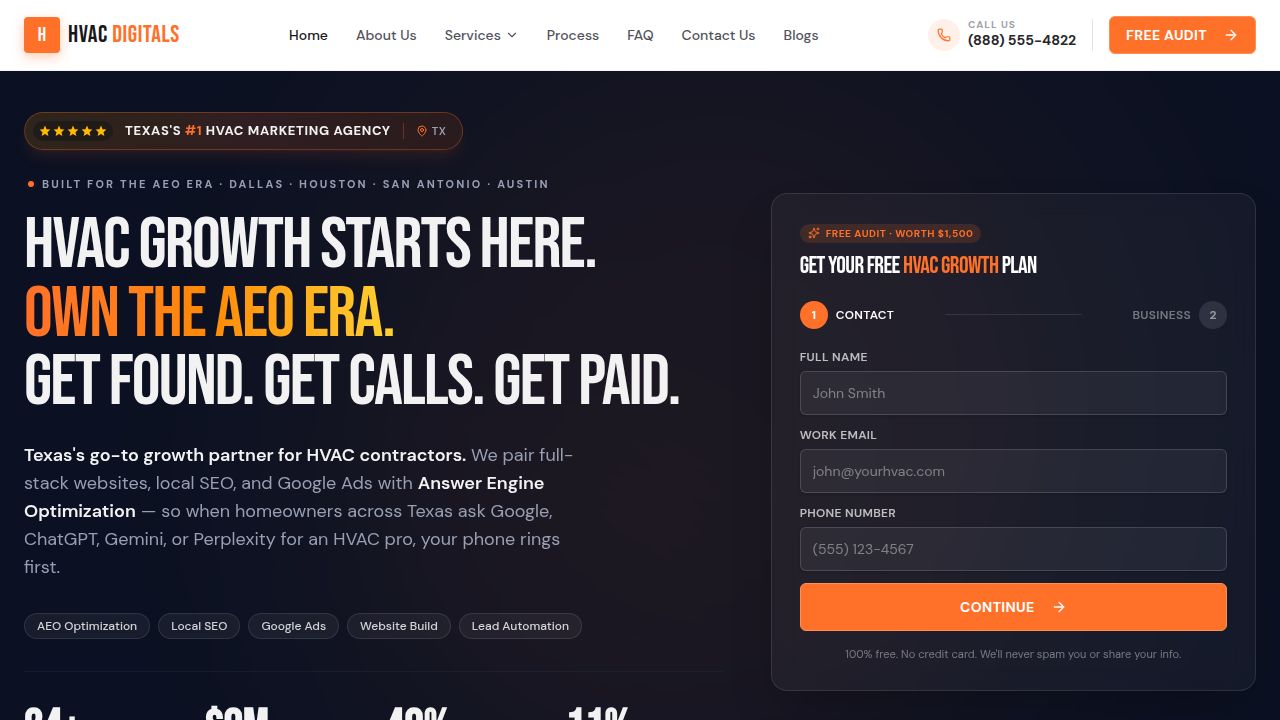 H HVAC DIGITALS
Home About Us Services Process FAQ Contact Us Blogs
CALL US
(888) 555-4822
FREE AUDIT
TEXAS'S #1 HVAC MARKETING AGENCY TX
BUILT FOR THE AEO ERA · DALLAS · HOUSTON · SAN ANTONIO · AUSTIN
HVAC GROWTH STARTS HERE.
OWN THE AEO ERA.
GET FOUND. GET CALLS. GET PAID.
Texas's go-to growth partner for HVAC contractors. We pair full-
stack websites, local SEO, and Google Ads with Answer Engine
Optimization — so when homeowners across Texas ask Google,
ChatGPT, Gemini, or Perplexity for an HVAC pro, your phone rings
first.
AEO Optimization Local SEO Google Ads Website Build Lead Automation
FREE AUDIT · WORTH $1,500
GET YOUR FREE HVAC GROWTH PLAN
1 CONTACT BUSINESS 2
FULL NAME
John Smith
WORK EMAIL
john@yourhvac.com
PHONE NUMBER
(555) 123-4567
CONTINUE
100% free. No credit card. We'll never spam you or share your info.